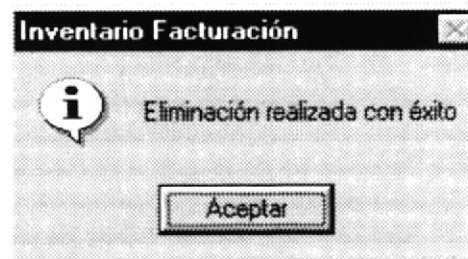 Inventario Facturación
Eliminación realizada con éxito
Aceptar